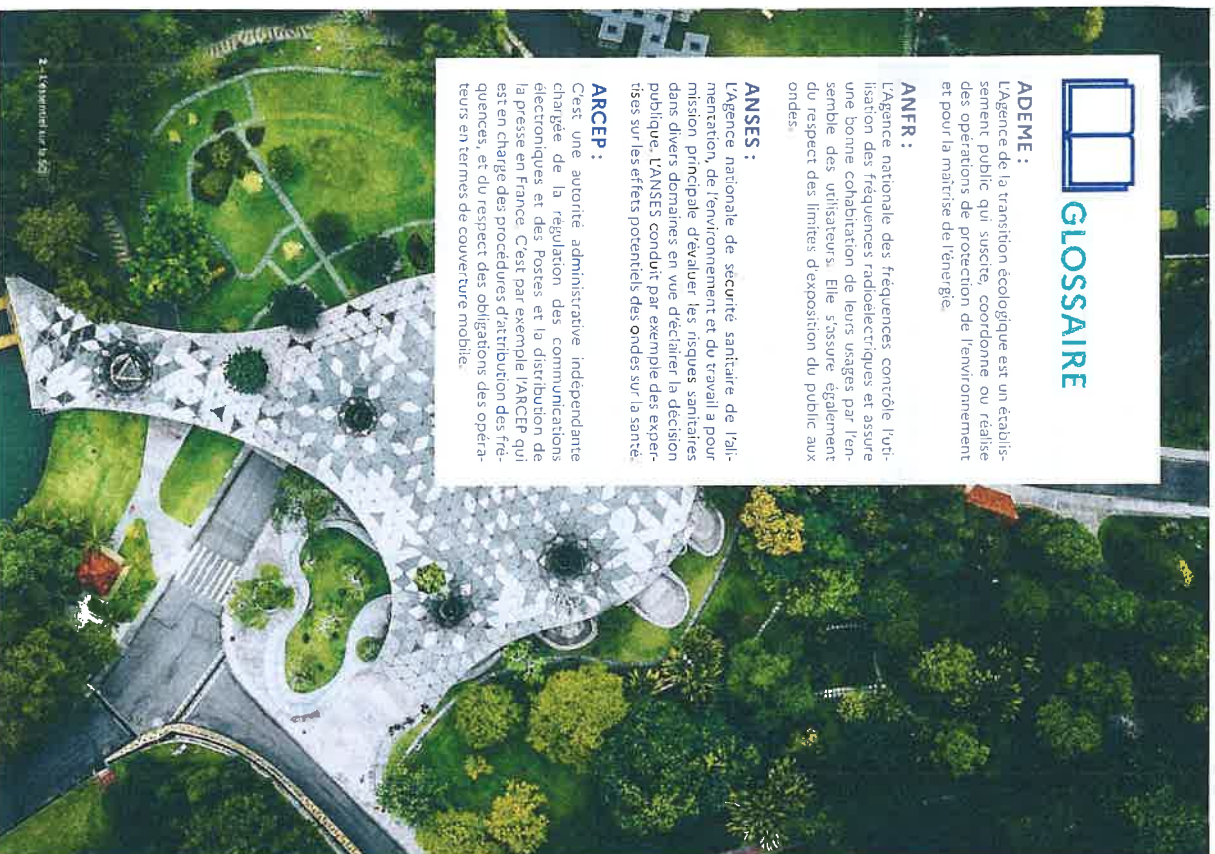 GLOSSAIRE
ADEME :
L'Agence de la transition écologique est un établis-
sement public qui suscite, coordonne ou réalise
des opérations de protection de l'environnement
et pour la maîtrise de l'énergie.
ANFR :
L'Agence nationale des fréquences contrôle l'uti-
lisation des fréquences radioélectriques et assure
une bonne cohabitation de leurs usages par l'en-
semble des utilisateurs. Elle s'assure également
du respect des limites d'exposition du public aux
ondes.
ANSES :
L'Agence nationale de sécurité sanitaire de l'ali-
mentation, de l'environnement et du travail a pour
mission principale d'évaluer les risques sanitaires
dans divers domaines en vue d'éclairer la décision
publique. L'ANSES conduit par exemple des exper-
tises sur les effets potentiels des ondes sur la santé.
ARCEP :
C'est une autorité administrative indépendante
chargée de la régulation des communications
électroniques et des Postes et la distribution de
la presse en France. C'est par exemple l'ARCEP qui
est en charge des procédures d'attribution des fré-
quences, et du respect des obligations des opéra-
teurs en termes de couverture mobile.
2 - L'essentiel sur la 5G